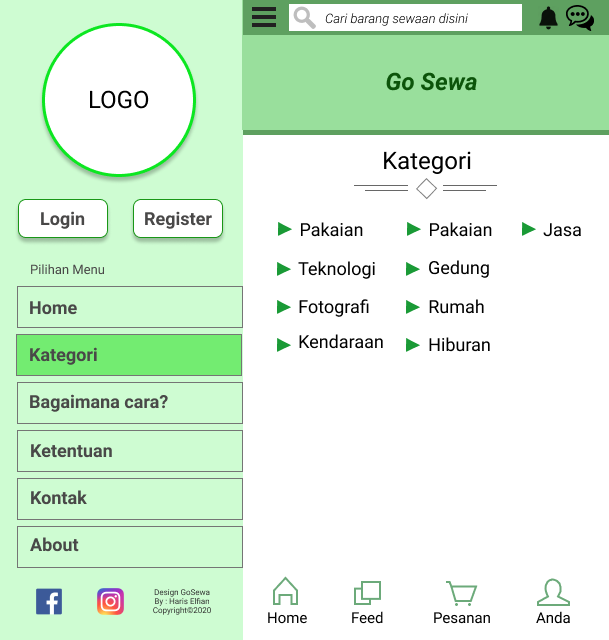 LOGO
Login
Register
Pilihan Menu
Home
Kategori
Bagaimana cara?
Ketentuan
Kontak
About
Design GoSewa
By : Haris Elfian
Copyright©2020
Cari barang sewaan disini
Go Sewa
Kategori
Pakaian
Pakaian
Jasa
Teknologi
Gedung
Fotografi
Rumah
Kendaraan
Hiburan
Home
Feed
Pesanan
Anda